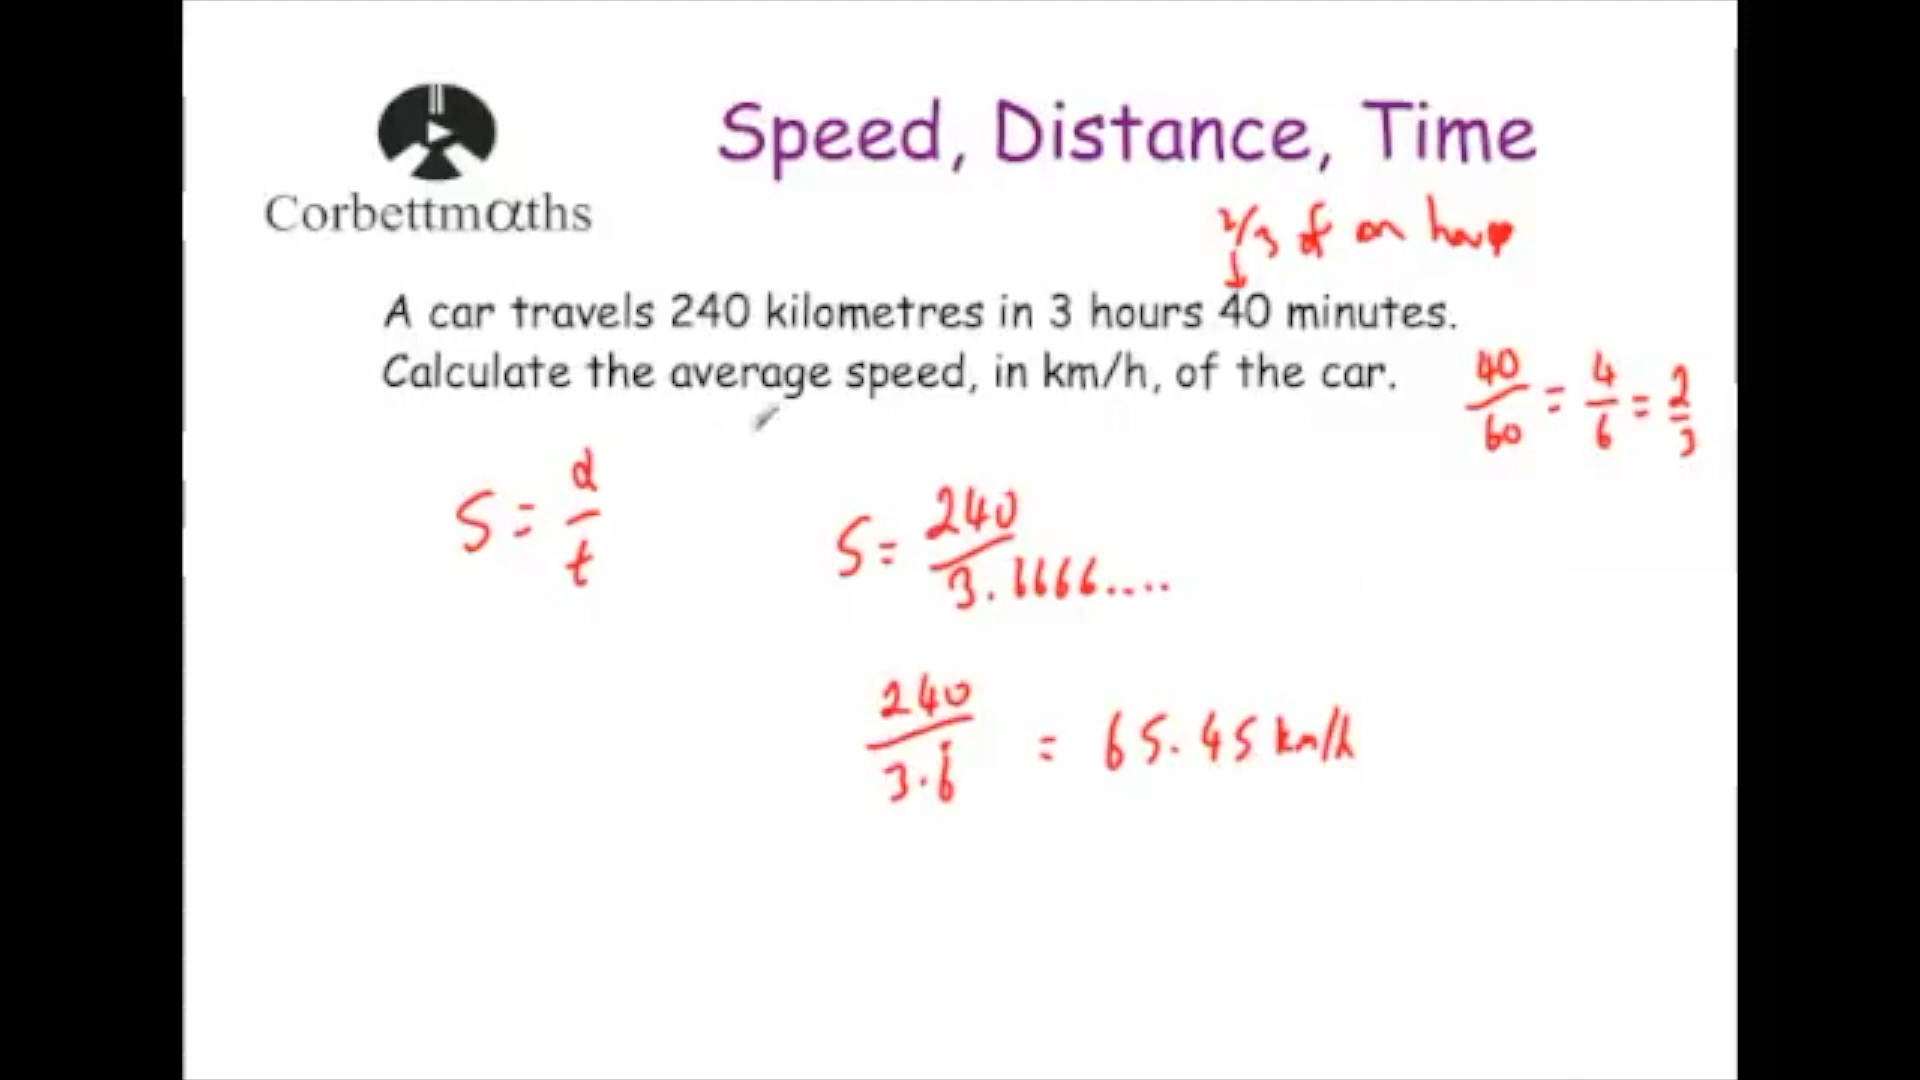 Speed, Distance, Time
Corbettmαths
2/3 of an hour
A car travels 240 kilometres in 3 hours 40 minutes.
Calculate the average speed, in km/h, of the car.
40/60 = 4/6 = 2/3
S = d/t
S = 240/3.6666....
240/3.6̇ = 65.45 km/h